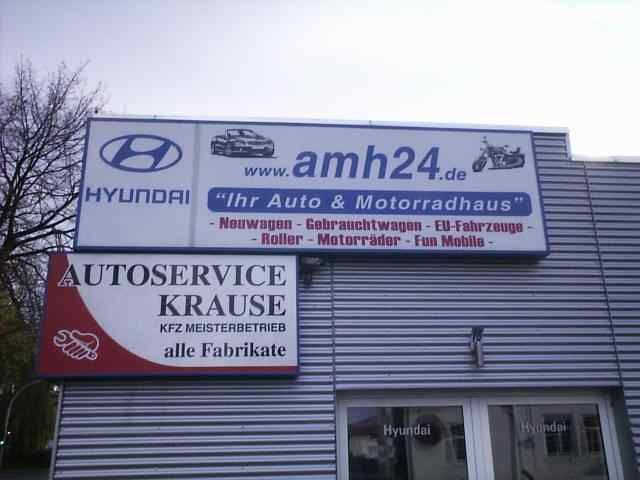 HYUNDAI
www.amh24.de
"Ihr Auto & Motorradhaus"
- Neuwagen - Gebrauchtwagen - EU-Fahrzeuge -
- Roller - Motorräder - Fun Mobile -
AUTOSERVICE
KRAUSE
KFZ MEISTERBETRIEB
alle Fabrikate
Hyundai
Hyundai